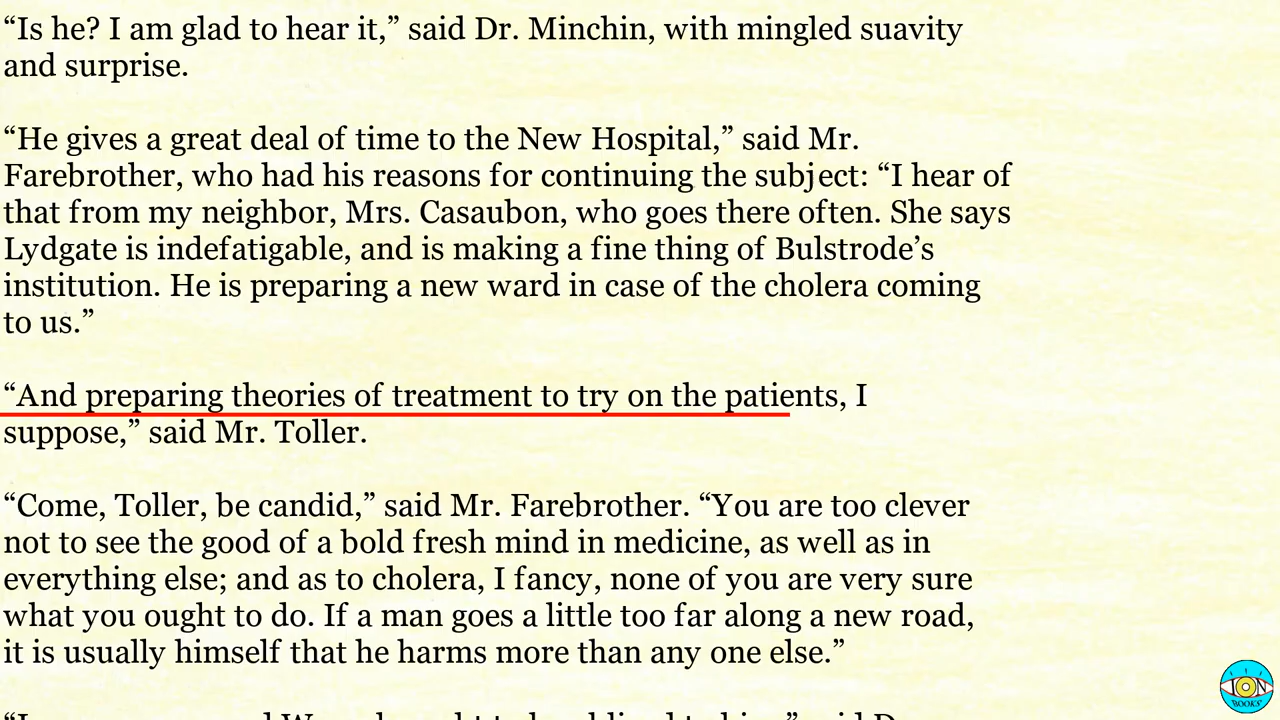 “Is he? I am glad to hear it,” said Dr. Minchin, with mingled suavity
and surprise.
“He gives a great deal of time to the New Hospital,” said Mr.
Farebrother, who had his reasons for continuing the subject: “I hear of
that from my neighbor, Mrs. Casaubon, who goes there often. She says
Lydgate is indefatigable, and is making a fine thing of Bulstrode’s
institution. He is preparing a new ward in case of the cholera coming
to us.”
“And preparing theories of treatment to try on the patients, I
suppose,” said Mr. Toller.
“Come, Toller, be candid,” said Mr. Farebrother. “You are too clever
not to see the good of a bold fresh mind in medicine, as well as in
everything else; and as to cholera, I fancy, none of you are very sure
what you ought to do. If a man goes a little too far along a new road,
it is usually himself that he harms more than any one else.”
ION
BOOKS